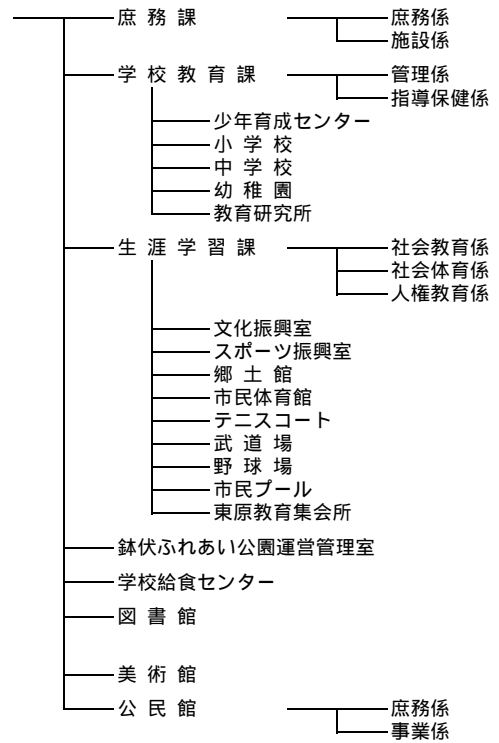 庶 務 課 庶務係
施設係
学 校 教 育 課 管理係
指導保健係
少年育成センター
小 学 校
中 学 校
幼 稚 園
教育研究所
生 涯 学 習 課 社会教育係
社会体育係
人権教育係
文化振興室
スポーツ振興室
郷 土 館
市民体育館
テニスコート
武 道 場
野 球 場
市民プール
東原教育集会所
鉢伏ふれあい公園運営管理室
学校給食センター
図 書 館
美 術 館
公 民 館 庶務係
事業係